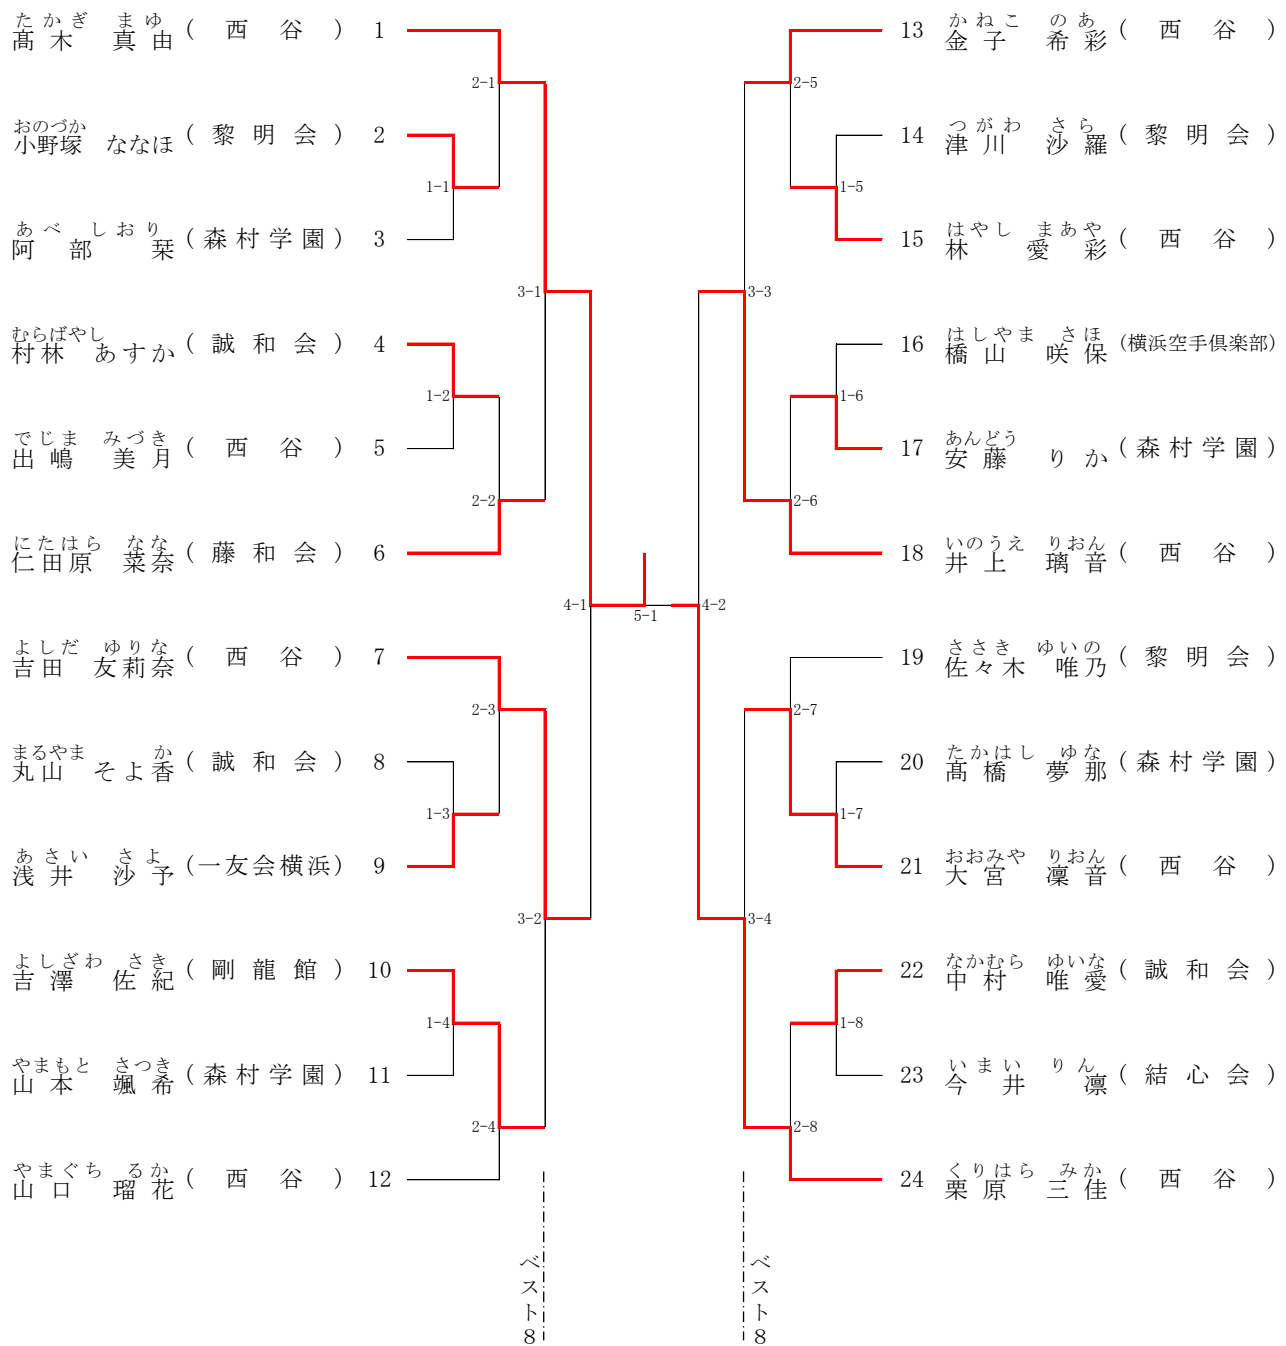 たかぎ まゆ
髙木 真由 (西谷) 1
2-1
おのづか
小野塚 ななほ (黎明会) 2
1-1
あべ しおり
阿部 栞 (森村学園) 3
3-1
むらばやし
村林 あすか (誠和会) 4
1-2
でじま みづき
出嶋 美月 (西谷) 5
2-2
にたはら なな
仁田原 菜奈 (藤和会) 6
4-1
5-1
よしだ ゆりな
吉田 友莉奈 (西谷) 7
2-3
まるやま か
丸山 そよ香 (誠和会) 8
1-3
あさい さよ
浅井 沙予 (一友会横浜) 9
3-2
よしざわ さき
吉澤 佐紀 (剛龍館) 10
1-4
やまもと さつき
山本 颯希 (森村学園) 11
2-4
やまぐち るか
山口 瑠花 (西谷) 12
ベスト8
かねこ のあ
13 金子 希彩 (西谷)
2-5
つがわ さら
14 津川 沙羅 (黎明会)
1-5
はやし まあや
15 林 愛彩 (西谷)
3-3
はしやま さほ
16 橋山 咲保 (横浜空手倶楽部)
1-6
あんどう
17 安藤 りか (森村学園)
2-6
いのうえ りおん
18 井上 璃音 (西谷)
4-2
ささき ゆいの
19 佐々木 唯乃 (黎明会)
2-7
たかはし ゆな
20 髙橋 夢那 (森村学園)
1-7
おおみや りおん
21 大宮 凜音 (西谷)
3-4
なかむら ゆいな
22 中村 唯愛 (誠和会)
1-8
いまい りん
23 今井 凛 (結心会)
2-8
くりはら みか
24 栗原 三佳 (西谷)
ベスト8